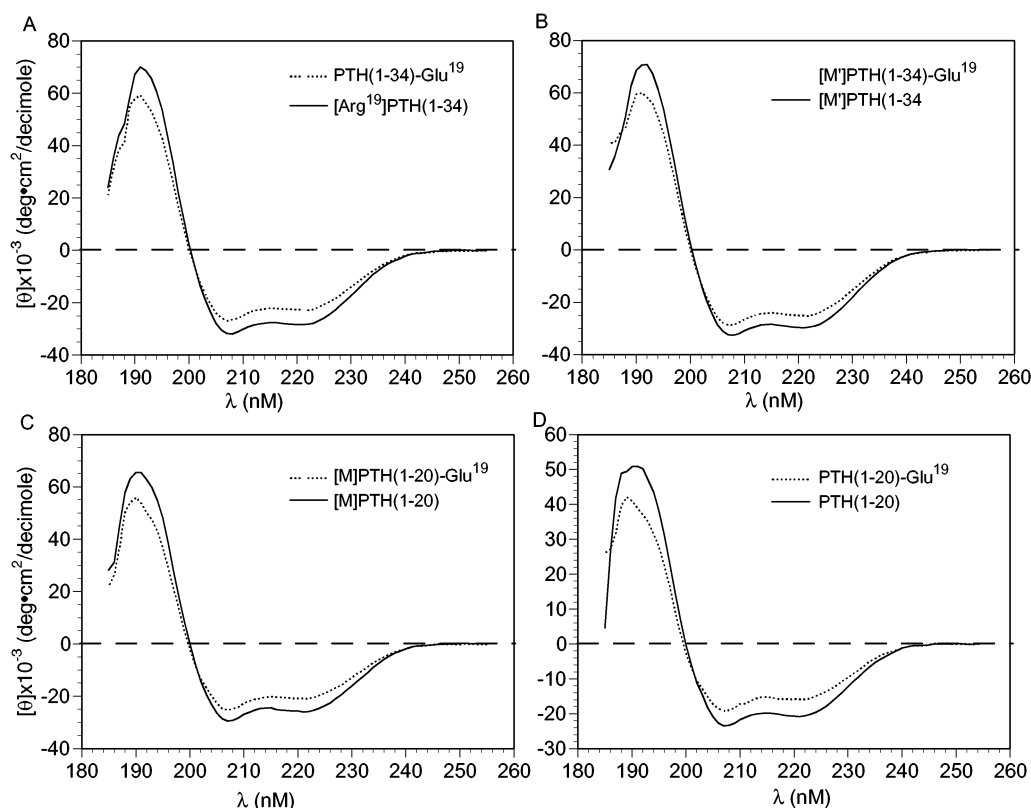 A
[θ]x10⁻³ (deg•cm²/decimole)
80
60
40
20
0
-20
-40
PTH(1-34)-Glu¹⁹
[Arg¹⁹]PTH(1-34)
180 190 200 210 220 230 240 250 260
λ (nM)
B
80
60
40
20
0
-20
-40
[M']PTH(1-34)-Glu¹⁹
[M']PTH(1-34
180 190 200 210 220 230 240 250 260
λ (nM)
C
[θ]x10⁻³ (deg•cm²/decimole)
80
60
40
20
0
-20
-40
[M]PTH(1-20)-Glu¹⁹
[M]PTH(1-20)
180 190 200 210 220 230 240 250 260
λ (nM)
D
60
50
40
30
20
10
0
-10
-20
-30
PTH(1-20)-Glu¹⁹
PTH(1-20)
180 190 200 210 220 230 240 250 260
λ (nM)